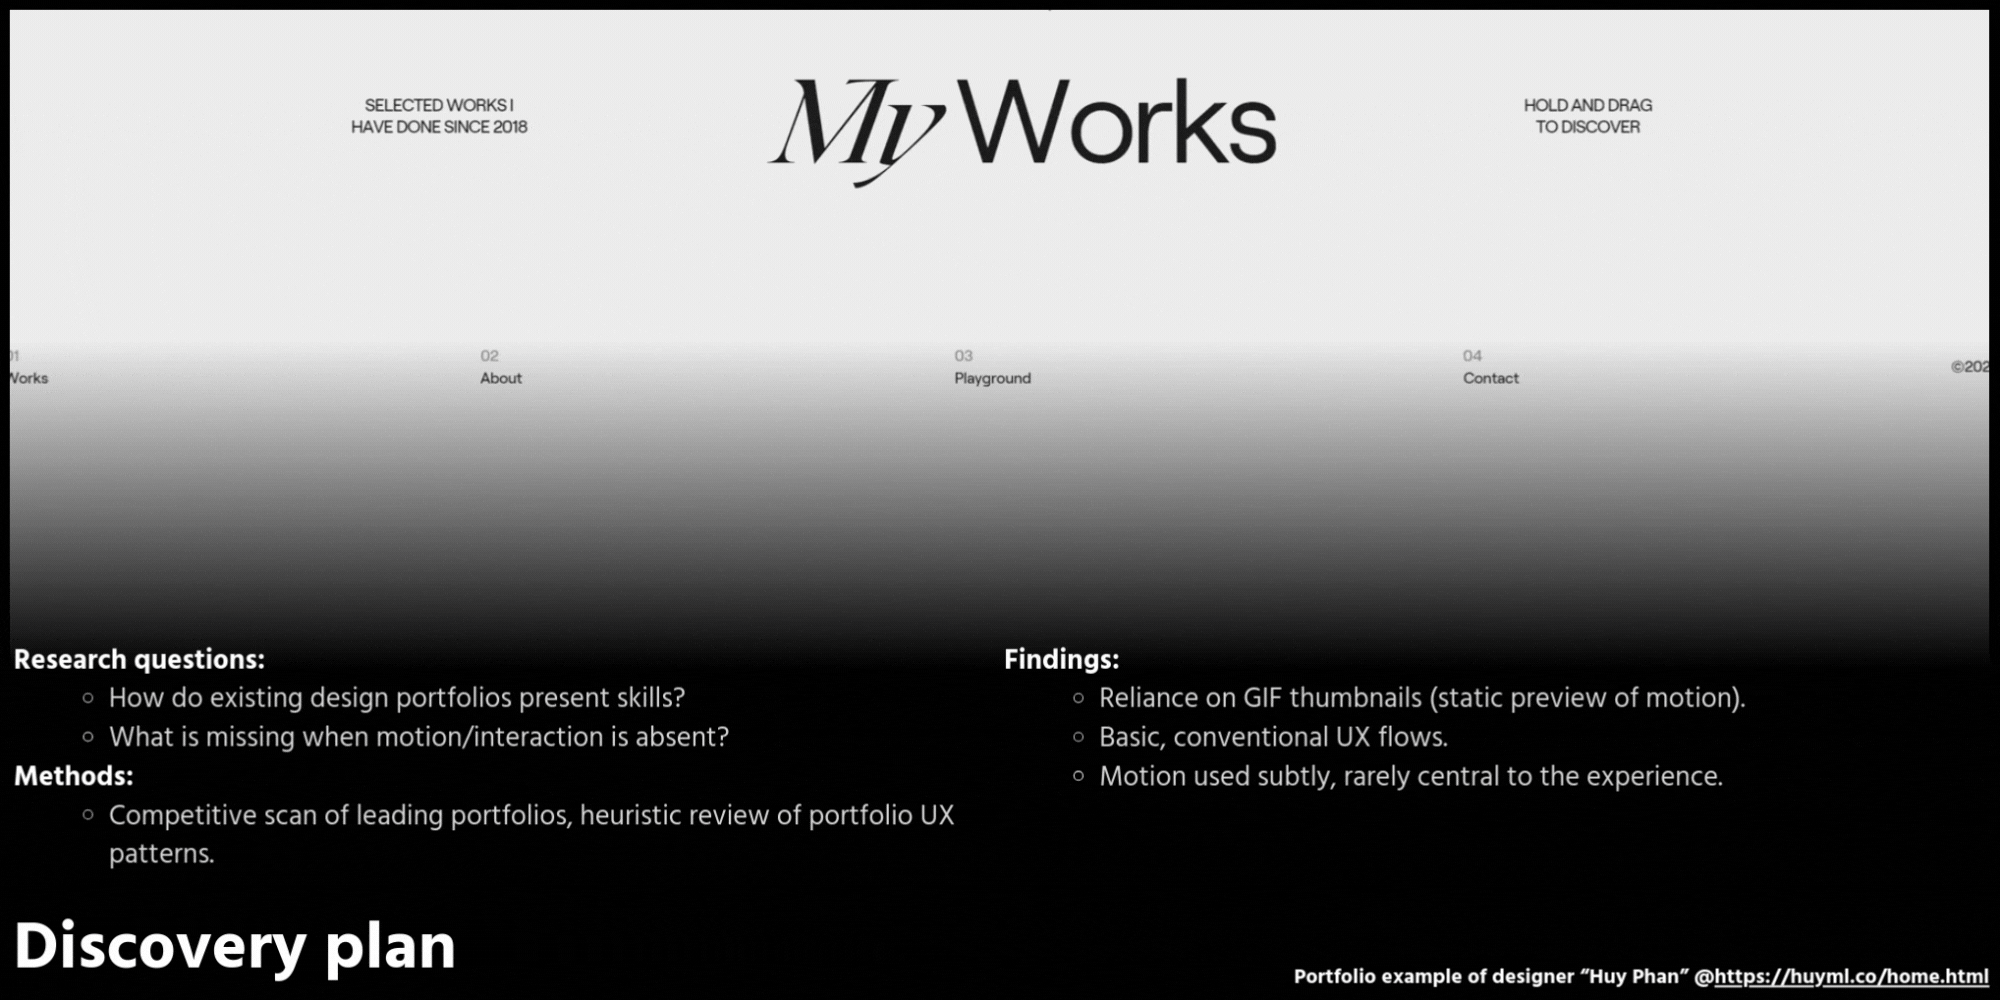 SELECTED WORKS I
HAVE DONE SINCE 2018
My Works
HOLD AND DRAG
TO DISCOVER
01
Works
02
About
03
Playground
04
Contact
©202
Research questions:
○ How do existing design portfolios present skills?
○ What is missing when motion/interaction is absent?
Methods:
○ Competitive scan of leading portfolios, heuristic review of portfolio UX
patterns.
Findings:
○ Reliance on GIF thumbnails (static preview of motion).
○ Basic, conventional UX flows.
○ Motion used subtly, rarely central to the experience.
Discovery plan
Portfolio example of designer “Huy Phan” @https://huyml.co/home.html